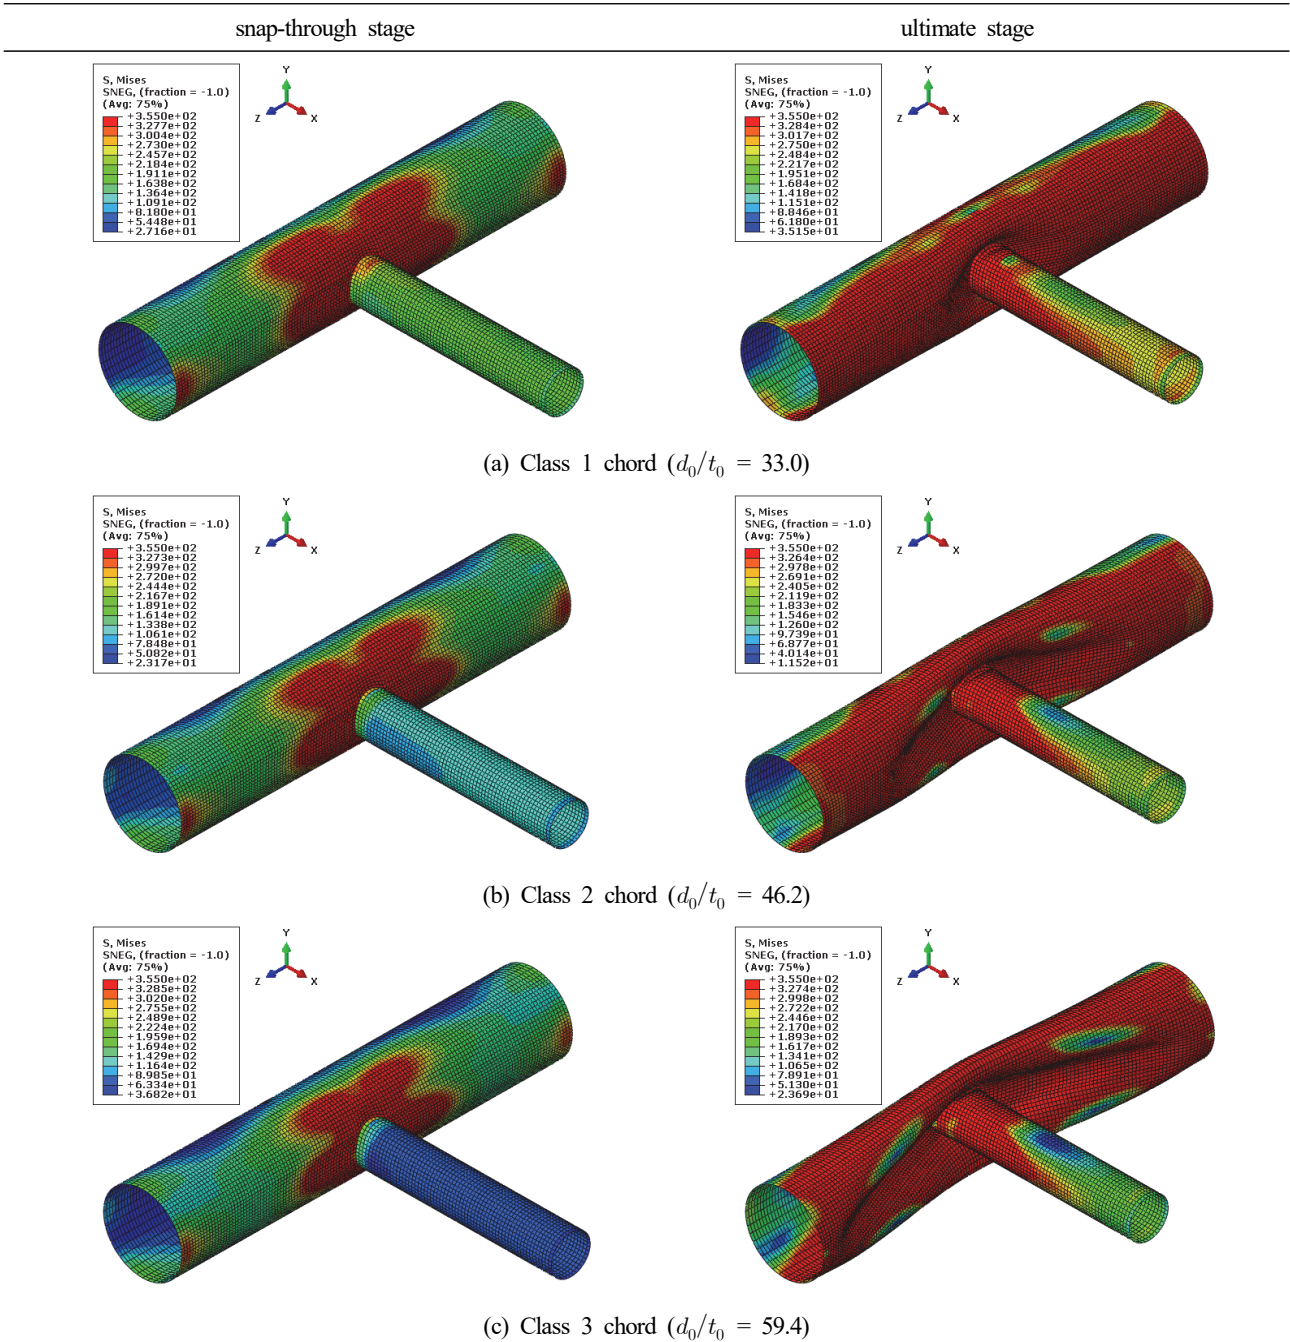 snap-through stage
ultimate stage
S, Mises
SNEG, (fraction = -1.0)
(Avg: 75%)
+3.550e+02
+3.277e+02
+3.004e+02
+2.730e+02
+2.457e+02
+2.184e+02
+1.911e+02
+1.638e+02
+1.364e+02
+1.091e+02
+8.180e+01
+5.448e+01
+2.716e+01
Y
Z
X
S, Mises
SNEG, (fraction = -1.0)
(Avg: 75%)
+3.550e+02
+3.284e+02
+3.017e+02
+2.750e+02
+2.484e+02
+2.217e+02
+1.951e+02
+1.684e+02
+1.418e+02
+1.151e+02
+8.846e+01
+6.180e+01
+3.515e+01
Y
Z
X
(a) Class 1 chord (d₀/t₀ = 33.0)
S, Mises
SNEG, (fraction = -1.0)
(Avg: 75%)
+3.550e+02
+3.273e+02
+2.997e+02
+2.720e+02
+2.444e+02
+2.167e+02
+1.891e+02
+1.614e+02
+1.338e+02
+1.061e+02
+7.848e+01
+5.082e+01
+2.317e+01
Y
Z
X
S, Mises
SNEG, (fraction = -1.0)
(Avg: 75%)
+3.550e+02
+3.264e+02
+2.978e+02
+2.691e+02
+2.405e+02
+2.119e+02
+1.833e+02
+1.546e+02
+1.260e+02
+9.739e+01
+6.877e+01
+4.014e+01
+1.152e+01
Y
Z
X
(b) Class 2 chord (d₀/t₀ = 46.2)
S, Mises
SNEG, (fraction = -1.0)
(Avg: 75%)
+3.550e+02
+3.285e+02
+3.020e+02
+2.755e+02
+2.489e+02
+2.224e+02
+1.959e+02
+1.694e+02
+1.429e+02
+1.164e+02
+8.985e+01
+6.334e+01
+3.682e+01
Y
Z
X
S, Mises
SNEG, (fraction = -1.0)
(Avg: 75%)
+3.550e+02
+3.274e+02
+2.998e+02
+2.722e+02
+2.446e+02
+2.170e+02
+1.893e+02
+1.617e+02
+1.341e+02
+1.065e+02
+7.891e+01
+5.130e+01
+2.369e+01
Y
Z
X
(c) Class 3 chord (d₀/t₀ = 59.4)